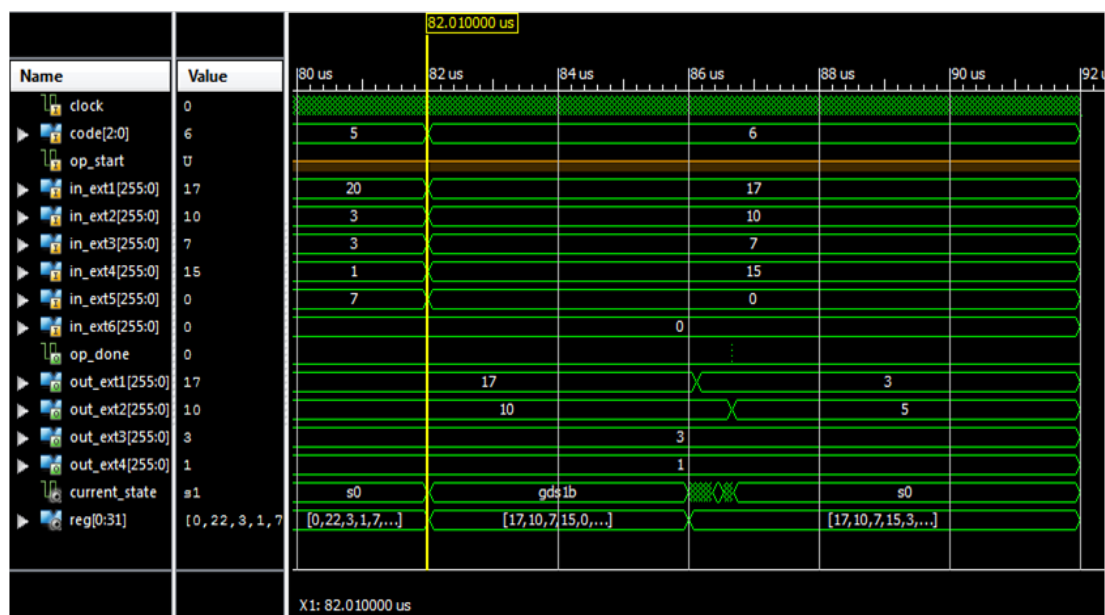 82.010000 us
Name Value 80 us 82 us 84 us 86 us 88 us 90 us 92 u
clock 0
code[2:0] 6 5 6
op_start U
in_ext1[255:0] 17 20 17
in_ext2[255:0] 10 3 10
in_ext3[255:0] 7 3 7
in_ext4[255:0] 15 1 15
in_ext5[255:0] 0 7 0
in_ext6[255:0] 0 0
op_done 0
out_ext1[255:0] 17 17 3
out_ext2[255:0] 10 10 5
out_ext3[255:0] 3 3
out_ext4[255:0] 1 1
current_state s1 s0 gds1b s0
reg[0:31] [0,22,3,1,7 [0,22,3,1,7,...] [17,10,7,15,0,...] [17,10,7,15,3,...]
X1: 82.010000 us